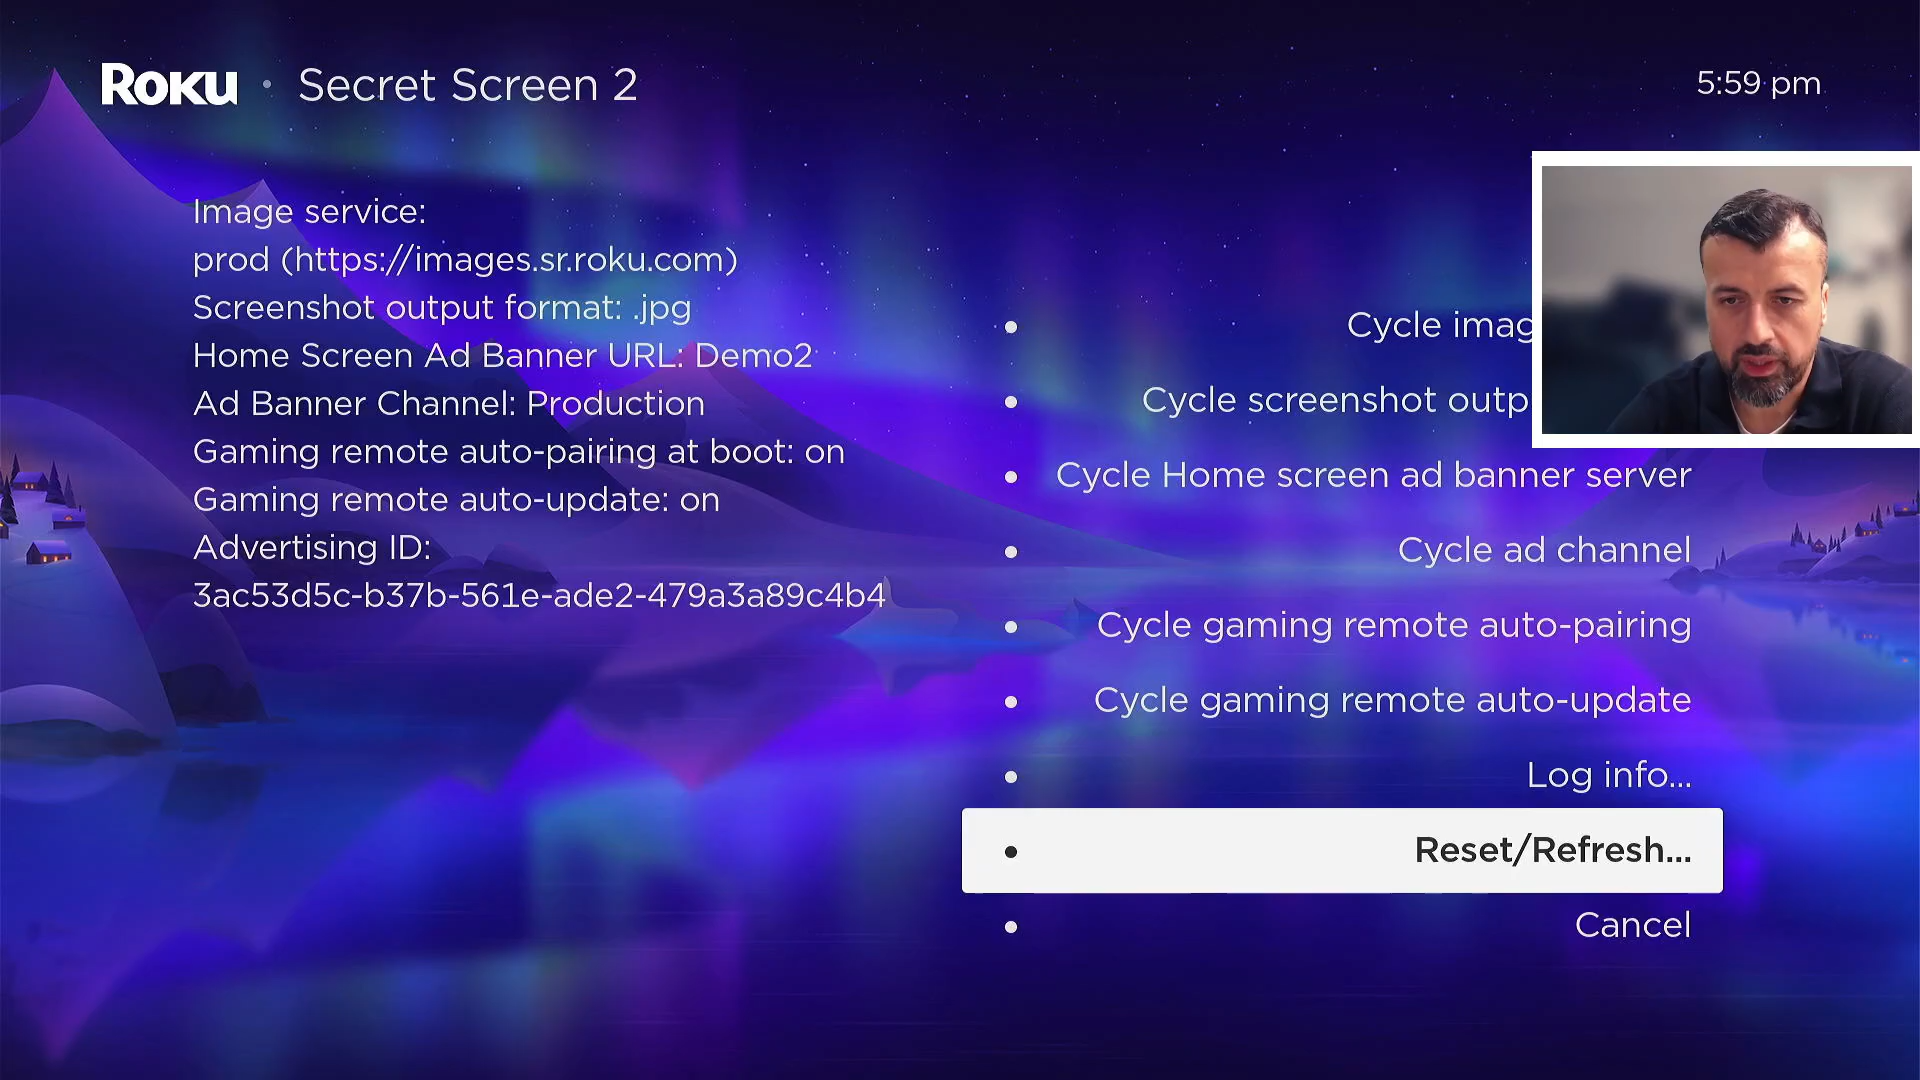 Roku • Secret Screen 2
5:59 pm
Image service:
prod (https://images.sr.roku.com)
Screenshot output format: .jpg
Home Screen Ad Banner URL: Demo2
Ad Banner Channel: Production
Gaming remote auto-pairing at boot: on
Gaming remote auto-update: on
Advertising ID:
3ac53d5c-b37b-561e-ade2-479a3a89c4b4
• Cycle
• Cycle screenshot
• Cycle Home screen ad banner server
• Cycle ad channel
• Cycle gaming remote auto-pairing
• Cycle gaming remote auto-update
• Log info...
• Reset/Refresh...
• Cancel